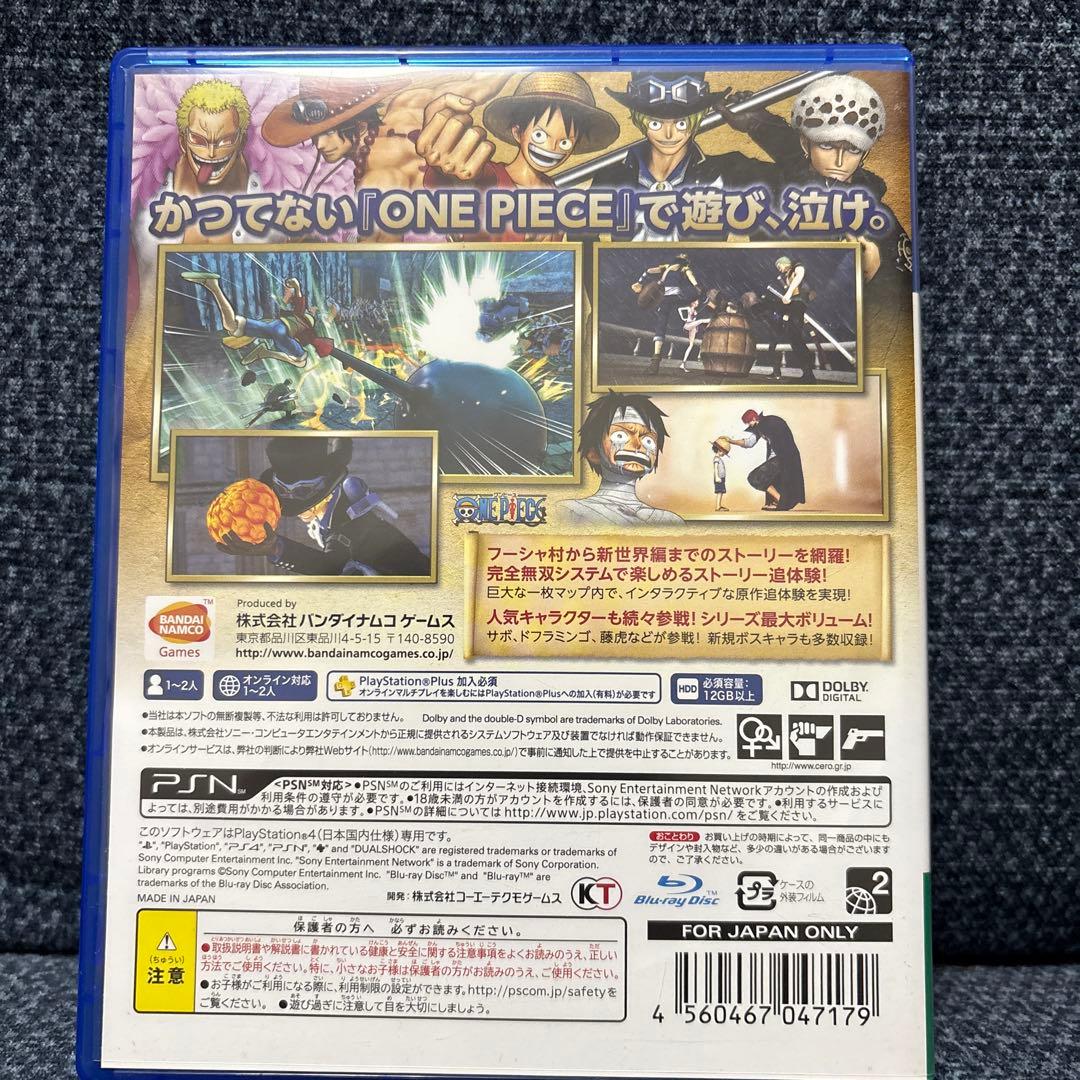 かつてない『ONE PIECE』で遊び、泣け。
ONE PIECE
フーシャ村から新世界編までのストーリーを網羅!
完全無双システムで楽しめるストーリー追体験!
巨大な一枚マップ内で、インタラクティブな原作追体験を実現!
人気キャラクターも続々参戦! シリーズ最大ボリューム!
サボ、ドフラミンゴ、藤虎などが参戦! 新規ボスキャラも多数収録!
BANDAI NAMCO Games
Produced by
株式会社 バンダイナムコ ゲームス
東京都品川区東品川4-5-15 〒140-8590
http://www.bandainamcogames.co.jp/
1~2人
オンライン対応 1~2人
PlayStation®Plus 加入必須
オンラインマルチプレイを楽しむにはPlayStation®Plusへの加入(有料)が必要です
HDD 必須容量: 12GB以上
DOLBY DIGITAL
●当社は本ソフトの無断複製等、不法な利用は許可しておりません。 Dolby and the double-D symbol are trademarks of Dolby Laboratories.
●本製品は、株式会社ソニー・コンピュータエンタテインメントから正規に提供されるシステムソフトウェア及び装置でなければ動作保証できません。
●オンラインサービスは、弊社の判断により弊社Webサイト(http://www.bandainamcogames.co.jp/)で事前に通知した上で提供を中止することがあります。
http://www.cero.gr.jp
PSN℠
<PSN℠対応> ●PSN℠のご利用にはインターネット接続環境、Sony Entertainment Network アカウントの作成および
利用条件の遵守が必要です。●18歳未満の方がアカウントを作成するには、保護者の同意が必要です。●利用するサービスに
よっては、別途費用がかかる場合があります。●PSN℠の詳細についてはhttp://www.jp.playstation.com/psn/ をご覧ください。
このソフトウェアはPlayStation®4(日本国内仕様)専用です。
"PlayStation", "PS4", "PSN", and "DUALSHOCK" are registered trademarks or trademarks of
Sony Computer Entertainment Inc. "Sony Entertainment Network" is a trademark of Sony Corporation.
Library programs ©Sony Computer Entertainment Inc. "Blu-ray Disc™" and "Blu-ray™" are
trademarks of the Blu-ray Disc Association.
MADE IN JAPAN
開発:株式会社コーエーテクモゲームス
KT
おことわり お買い上げの時期によって、同一商品の中にも
デザインや封入物など、多少の違いがある場合がございます
ので、ご了承ください。
Blu-ray Disc™
プラ
ケースの
外装フィルム
2
FOR JAPAN ONLY
(ちゅうい)
注意
保護者の方へ 必ずお読みください。
●取扱説明書や解説書に書かれている健康と安全に関する注意事項をよくお読みのうえ、正しい
方法でご使用ください。特に、小さなお子様は保護者の方がお読みのうえ、ご使用ください。
●お子様がご利用になる際に、利用制限の設定ができます。http://pscom.jp/safetyを
ご覧ください。 ●遊び過ぎに注意して目を大切にしましょう。
4 560467 047179